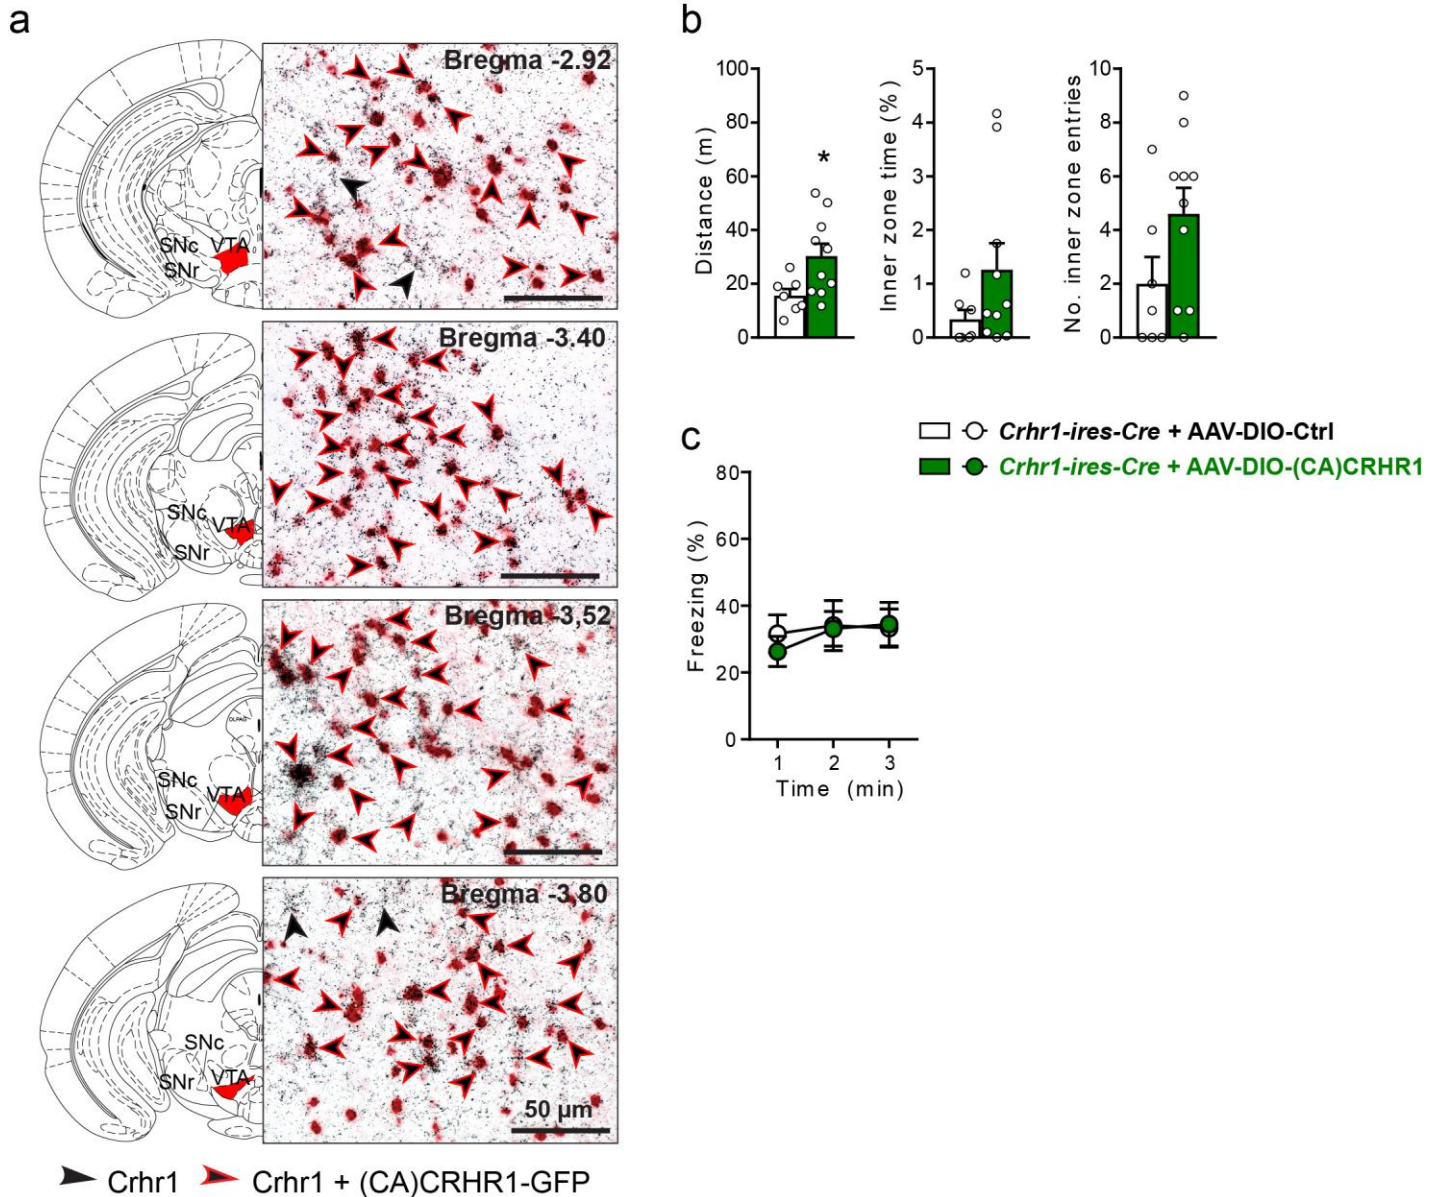 a
Bregma -2.92
SNc VTA
SNr
Bregma -3.40
SNc VTA
SNr
Bregma -3,52
DLPAG
SNc
VTA
SNr
Bregma -3,80
SNc
SNr VTA
50 µm
Crhr1 Crhr1 + (CA)CRHR1-GFP
b
Distance (m)
100
80
60
40
20
0
*
Inner zone time (%)
5
4
3
2
1
0
No. inner zone entries
10
8
6
4
2
0
Crhr1-ires-Cre + AAV-DIO-Ctrl
Crhr1-ires-Cre + AAV-DIO-(CA)CRHR1
c
Freezing (%)
80
60
40
20
0
1 2 3
Time (min)